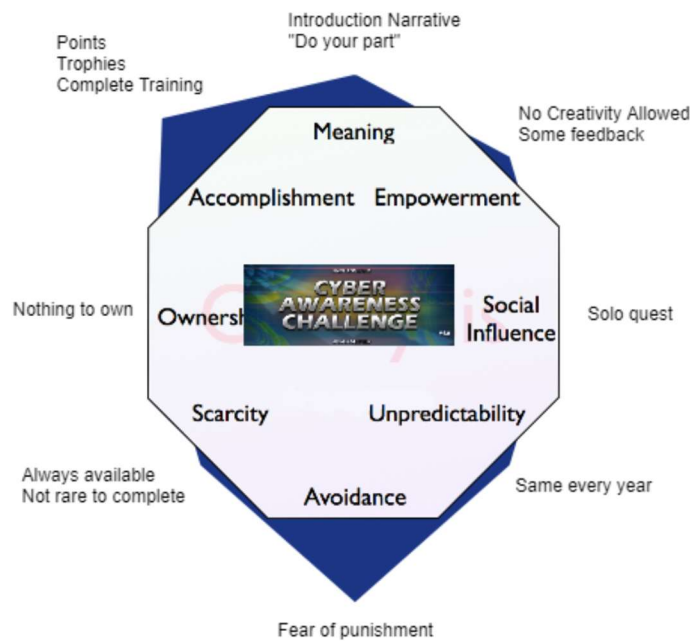 Introduction Narrative
"Do your part"
Points
Trophies
Complete Training
No Creativity Allowed
Some feedback
Meaning
Accomplishment
Empowerment
Nothing to own
Ownersh
CYBER
AWARENESS
CHALLENGE
Social
Influence
Solo quest
Scarcity
Unpredictability
Always available
Not rare to complete
Same every year
Avoidance
Fear of punishment